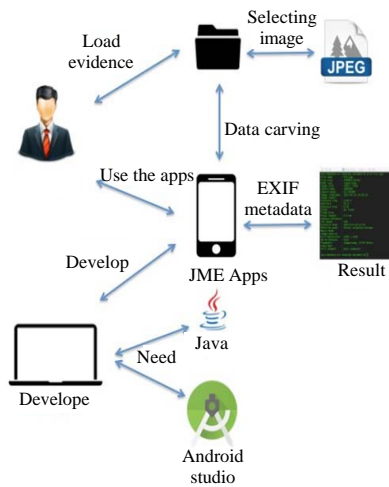 Selecting
image
Load
evidence
JPEG
Data carving
Use the apps
EXIF
metadata
Develop
JME Apps
Result
Java
Need
Develope
Android
studio